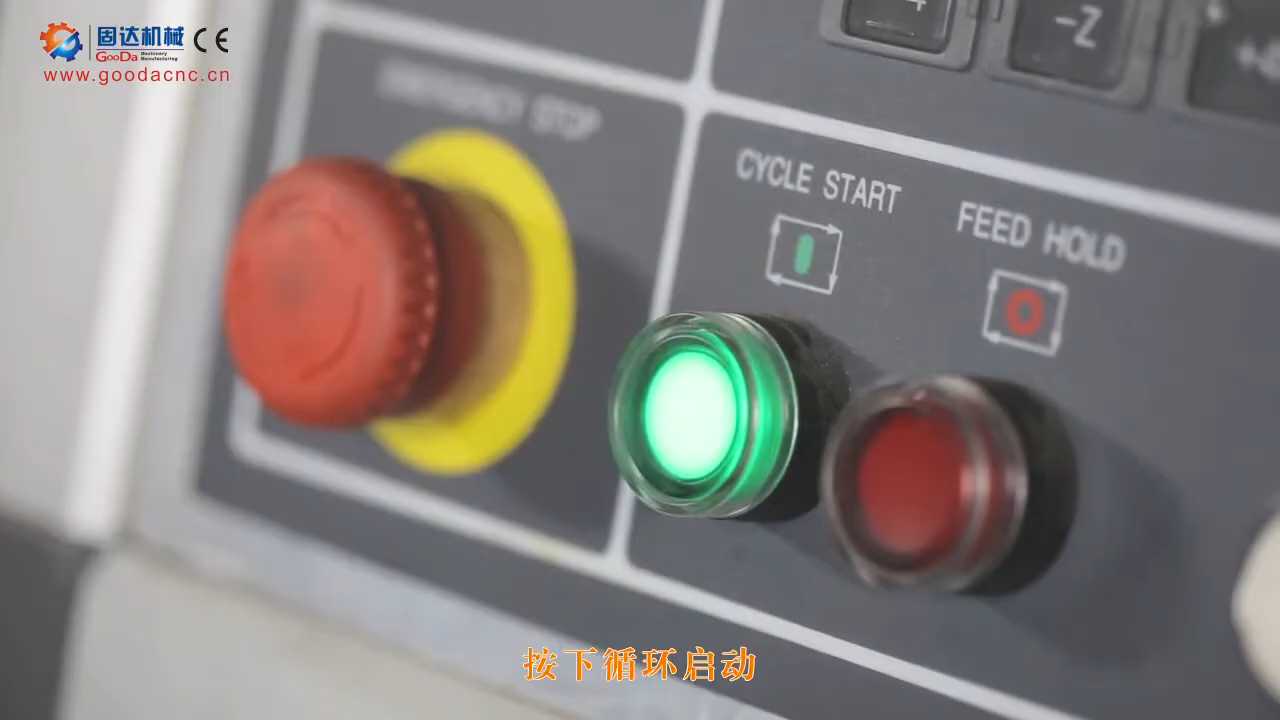 固达机械 CE
GooDa Machinery Manufacturing
www.goodacnc.cn
-Z
EMERGENCY STOP
CYCLE START
FEED HOLD
按下循环启动